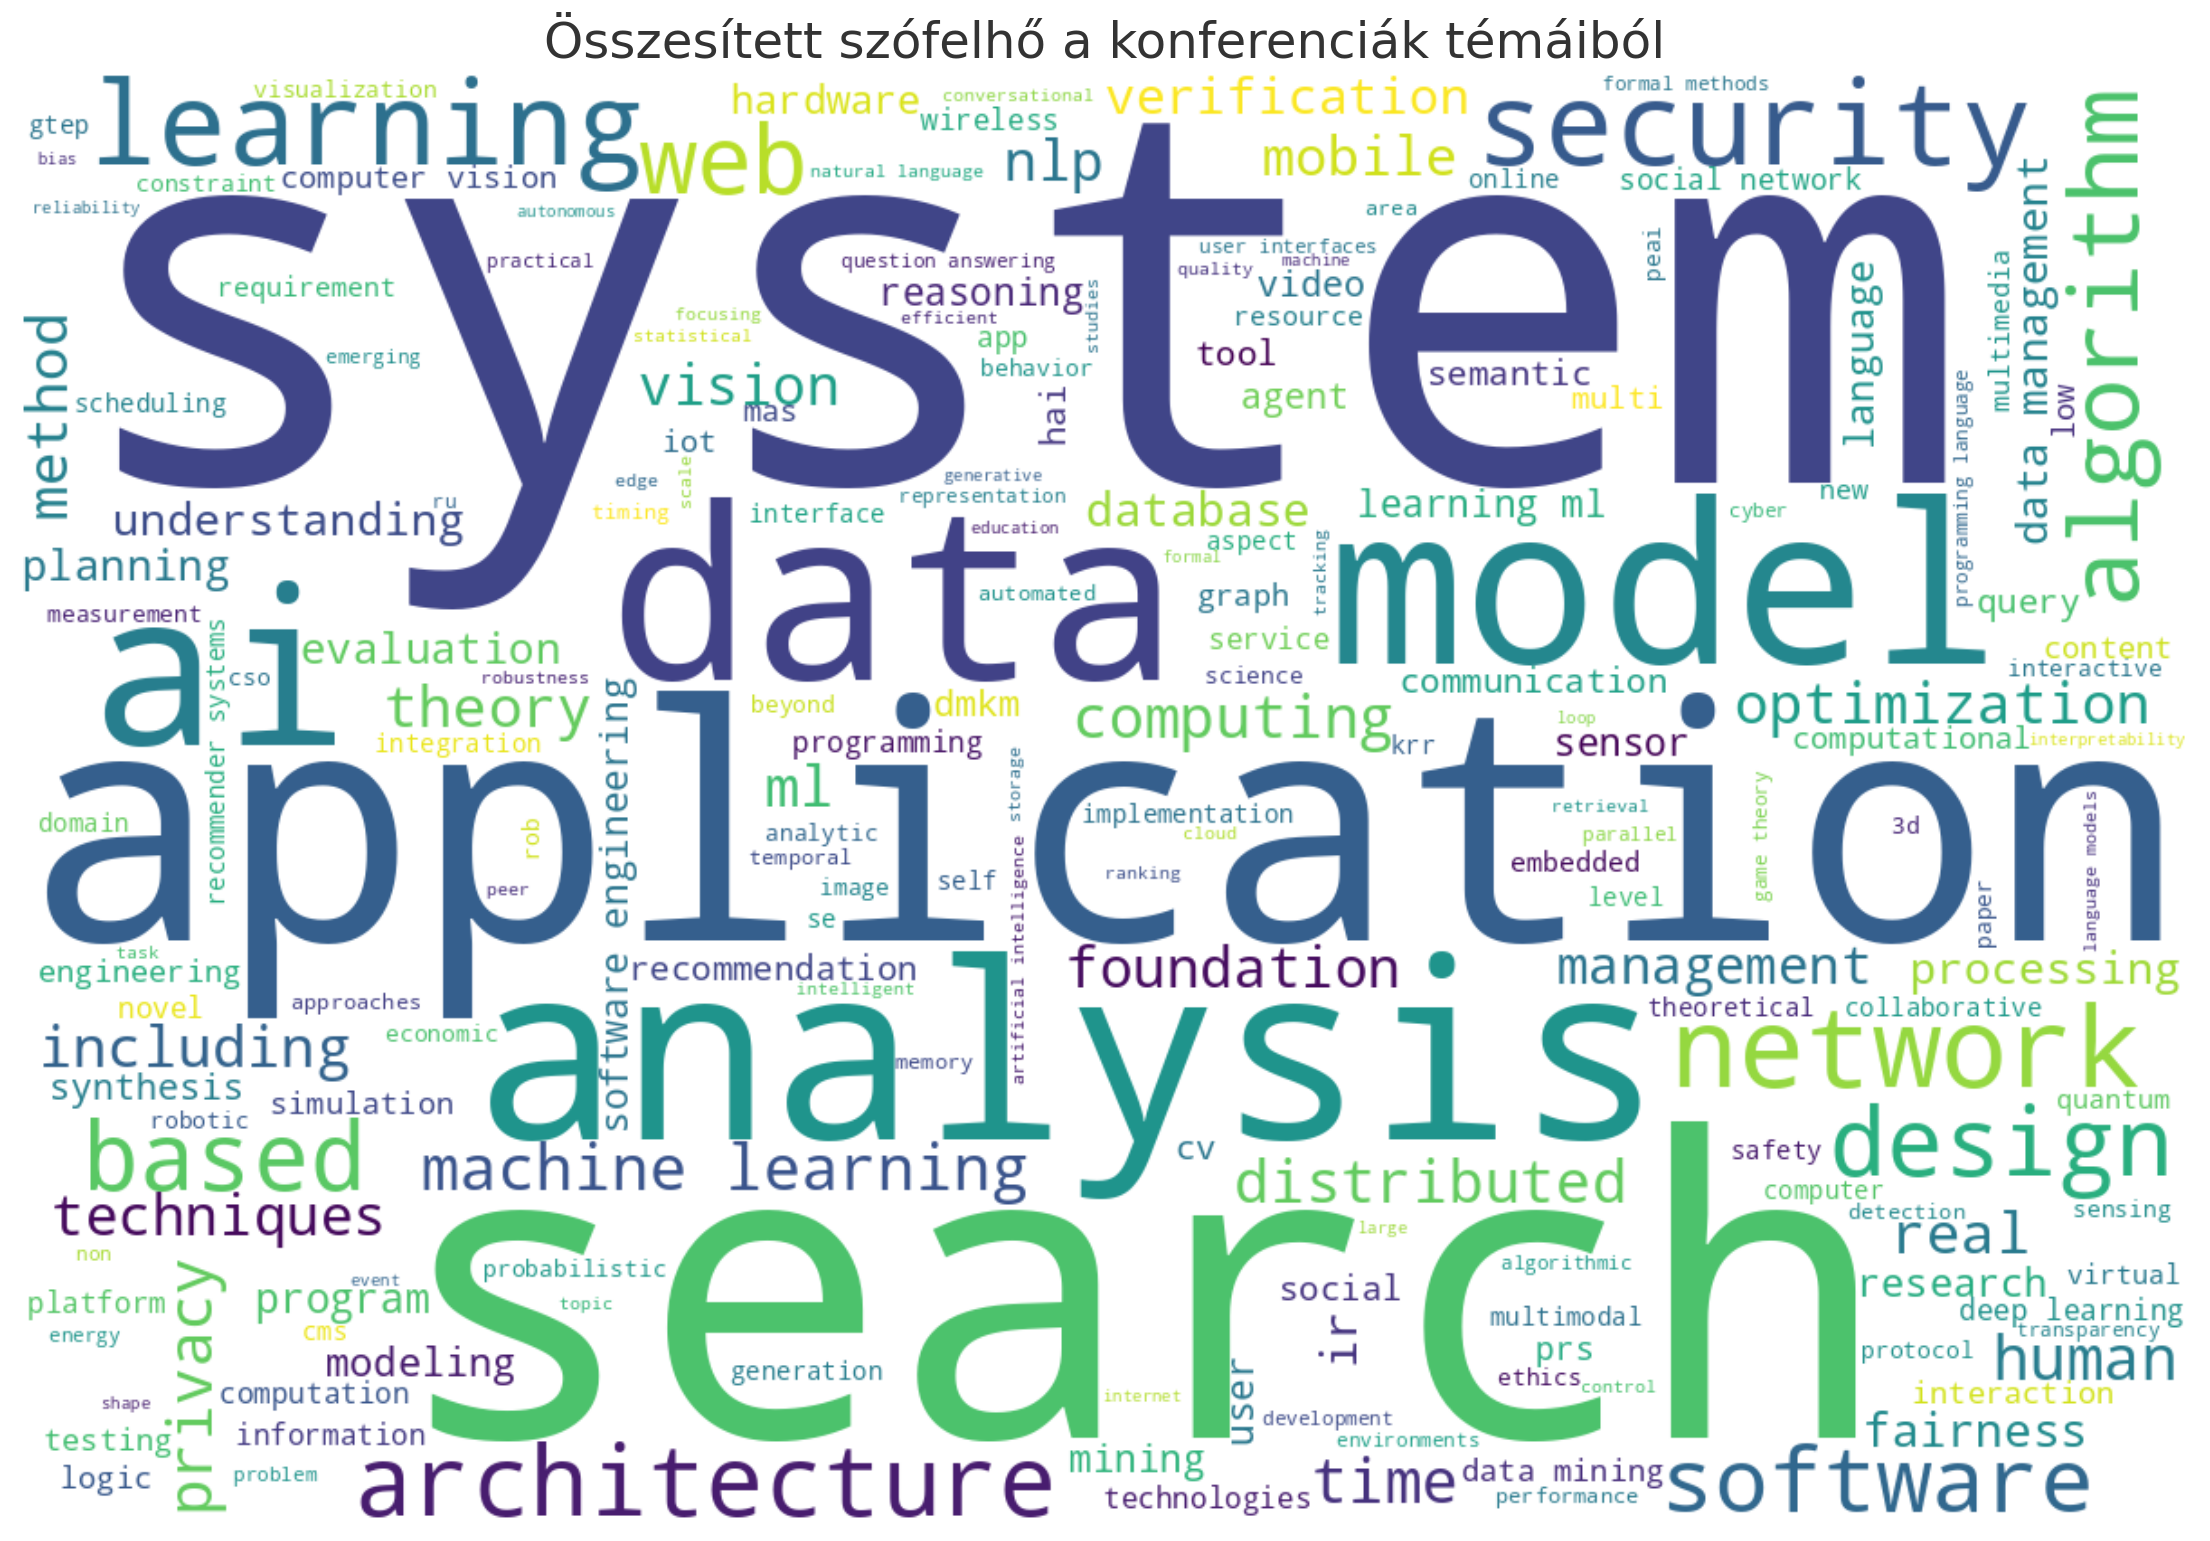 Összesített szófelhő a konferenciák témáiból
visualization
learning
gtep
bias
constraint
computer vision
reliability
autonomous
hardware
conversational
wireless
web
natural language
nlp
verification
mobile
formal methods
security
online
social network
area
algorithm
data management
system
practical
requirement
emerging
scheduling
method
understanding
ru
planning
question answering
reasoning
efficient
studies
focusing
statistical
app
behavior
vision
mas
hai
iot
edge
scale
timing
user interfaces
machine
quality
video
resource
tool
agent
semantic
multi
peai
language
multimedia
low
programming language
generative
representation
interface
education
data
automated
database
aspect
formal
graph
tracking
service
science
learning ml
cyber
new
model
query
content
interactive
measurement
ai
cso
recommender systems
evaluation
robustness
theory
integration
software engineering
beyond
dmkm
programming
computing
communication
krr
loop
sensor
optimization
computational
interpretability
application
domain
rob
peer
ml
analytic
temporal
image
self
se
storage
artificial intelligence
implementation
cloud
ranking
retrieval
parallel
embedded
level
game theory
3d
paper
language models
task
engineering
novel
approaches
recommendation
intelligent
foundation
management
processing
theoretical
collaborative
including
economic
analysis
memory
network
synthesis
simulation
robotic
quantum
based
machine learning
cv
distributed
safety
design
computer
detection
sensing
techniques
non
large
real
search
probabilistic
event
topic
privacy
platform
program
energy
cms
modeling
generation
computation
shape
information
testing
logic
problem
algorithmic
social
ir
multimodal
prs
ethics
control
research
virtual
deep learning
transparency
protocol
human
interaction
internet
user
development
environments
fairness
architecture
mining
technologies
time
data mining
performance
software